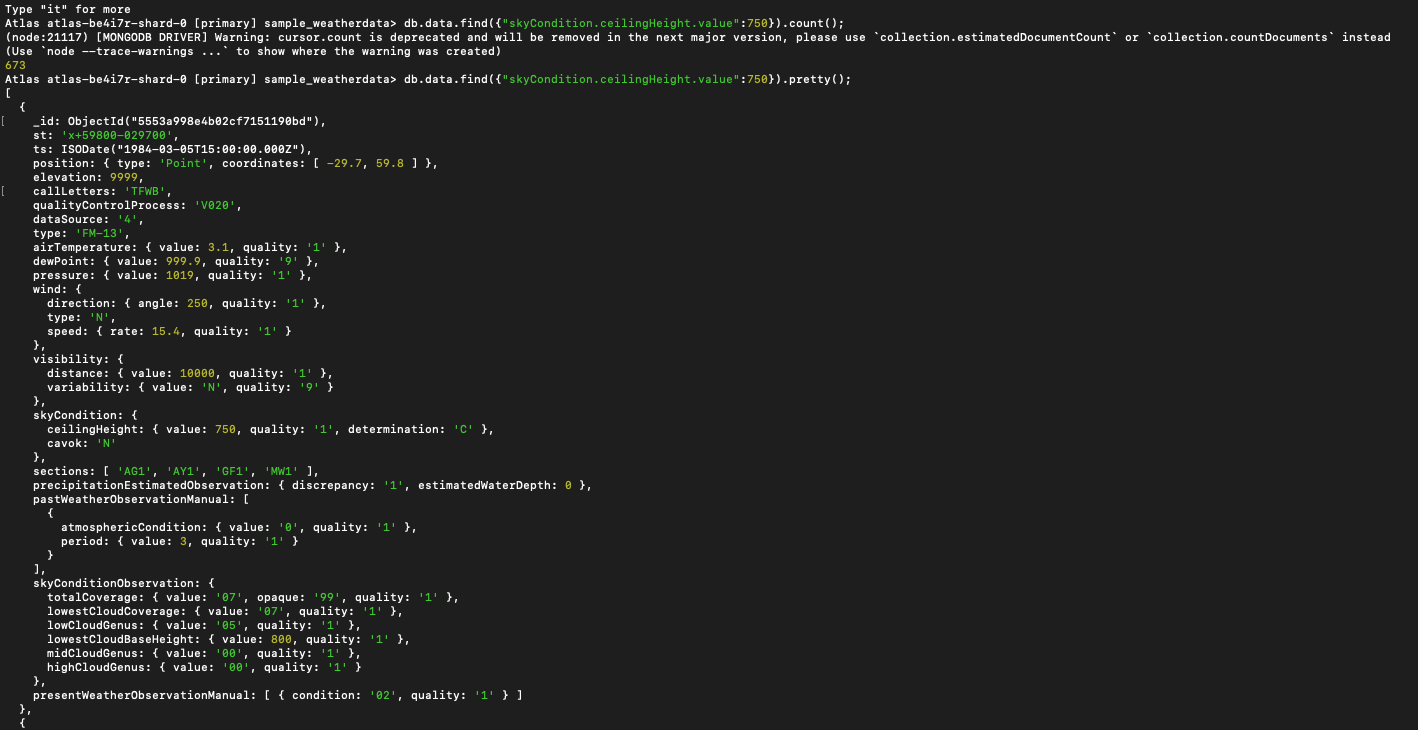 Type "it" for more
Atlas atlas-be4i7r-shard-0 [primary] sample_weatherdata> db.data.find({"skyCondition.ceilingHeight.value":750}).count();
(node:21117) [MONGODB DRIVER] Warning: cursor.count is deprecated and will be removed in the next major version, please use `collection.estimatedDocumentCount` or `collection.countDocuments` instead
(Use `node --trace-warnings ...` to show where the warning was created)
673
Atlas atlas-be4i7r-shard-0 [primary] sample_weatherdata> db.data.find({"skyCondition.ceilingHeight.value":750}).pretty();
[
  {
[   _id: ObjectId("5553a998e4b02cf7151190bd"),
    st: 'x+59800-029700',
    ts: ISODate("1984-03-05T15:00:00.000Z"),
    position: { type: 'Point', coordinates: [ -29.7, 59.8 ] },
    elevation: 9999,
[   callLetters: 'TFWB',
    qualityControlProcess: 'V020',
    dataSource: '4',
    type: 'FM-13',
    airTemperature: { value: 3.1, quality: '1' },
    dewPoint: { value: 999.9, quality: '9' },
    pressure: { value: 1019, quality: '1' },
    wind: {
      direction: { angle: 250, quality: '1' },
      type: 'N',
      speed: { rate: 15.4, quality: '1' }
    },
    visibility: {
      distance: { value: 10000, quality: '1' },
      variability: { value: 'N', quality: '9' }
    },
    skyCondition: {
      ceilingHeight: { value: 750, quality: '1', determination: 'C' },
      cavok: 'N'
    },
    sections: [ 'AG1', 'AY1', 'GF1', 'MW1' ],
    precipitationEstimatedObservation: { discrepancy: '1', estimatedWaterDepth: 0 },
    pastWeatherObservationManual: [
      {
        atmosphericCondition: { value: '0', quality: '1' },
        period: { value: 3, quality: '1' }
      }
    ],
    skyConditionObservation: {
      totalCoverage: { value: '07', opaque: '99', quality: '1' },
      lowestCloudCoverage: { value: '07', quality: '1' },
      lowCloudGenus: { value: '05', quality: '1' },
      lowestCloudBaseHeight: { value: 800, quality: '1' },
      midCloudGenus: { value: '00', quality: '1' },
      highCloudGenus: { value: '00', quality: '1' }
    },
    presentWeatherObservationManual: [ { condition: '02', quality: '1' } ]
  },
  {